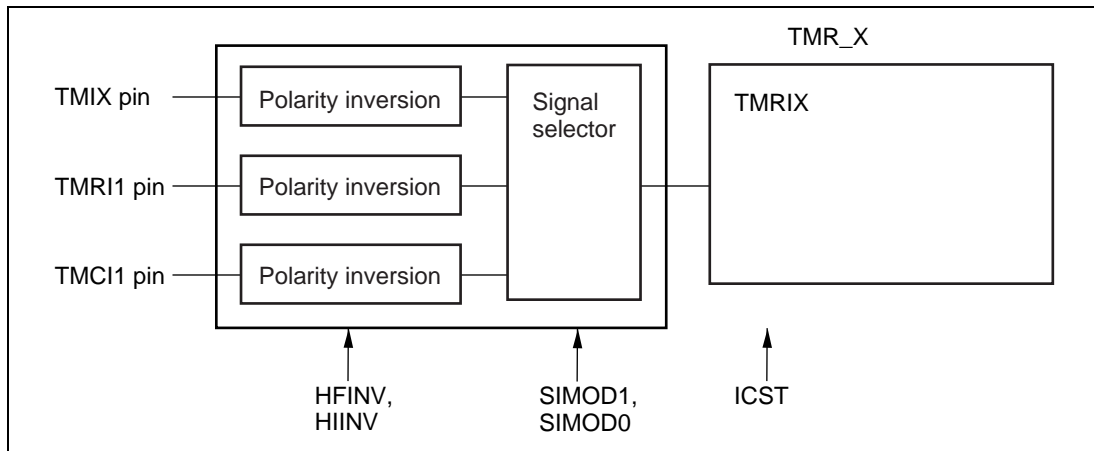 TMR_X
TMIX pin
Polarity inversion
Signal
selector
TMRIX
TMRI1 pin
Polarity inversion
TMCI1 pin
Polarity inversion
HFINV,
HIINV
SIMOD1,
SIMOD0
ICST